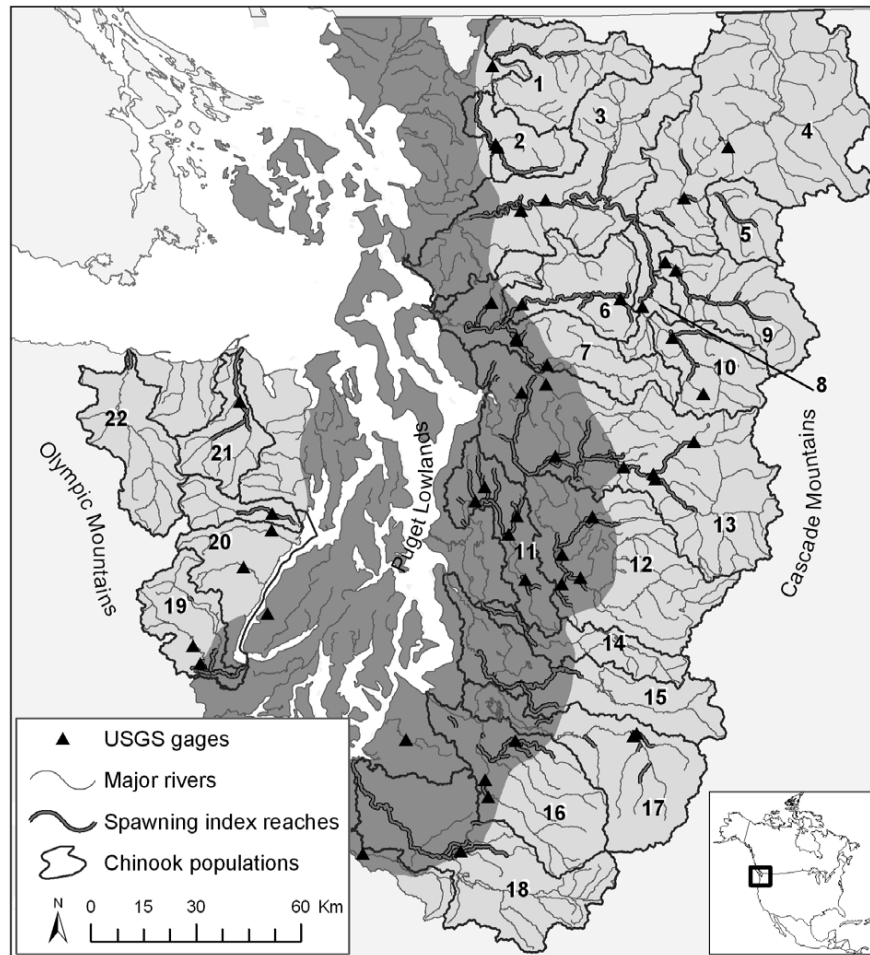 1
2
3
4
5
6
7
8
9
10
11
12
13
14
15
16
17
18
19
20
21
22
Olympic Mountains
Puget Lowlands
Cascade Mountains
USGS gages
Major rivers
Spawning index reaches
Chinook populations
N
0 15 30 60 Km